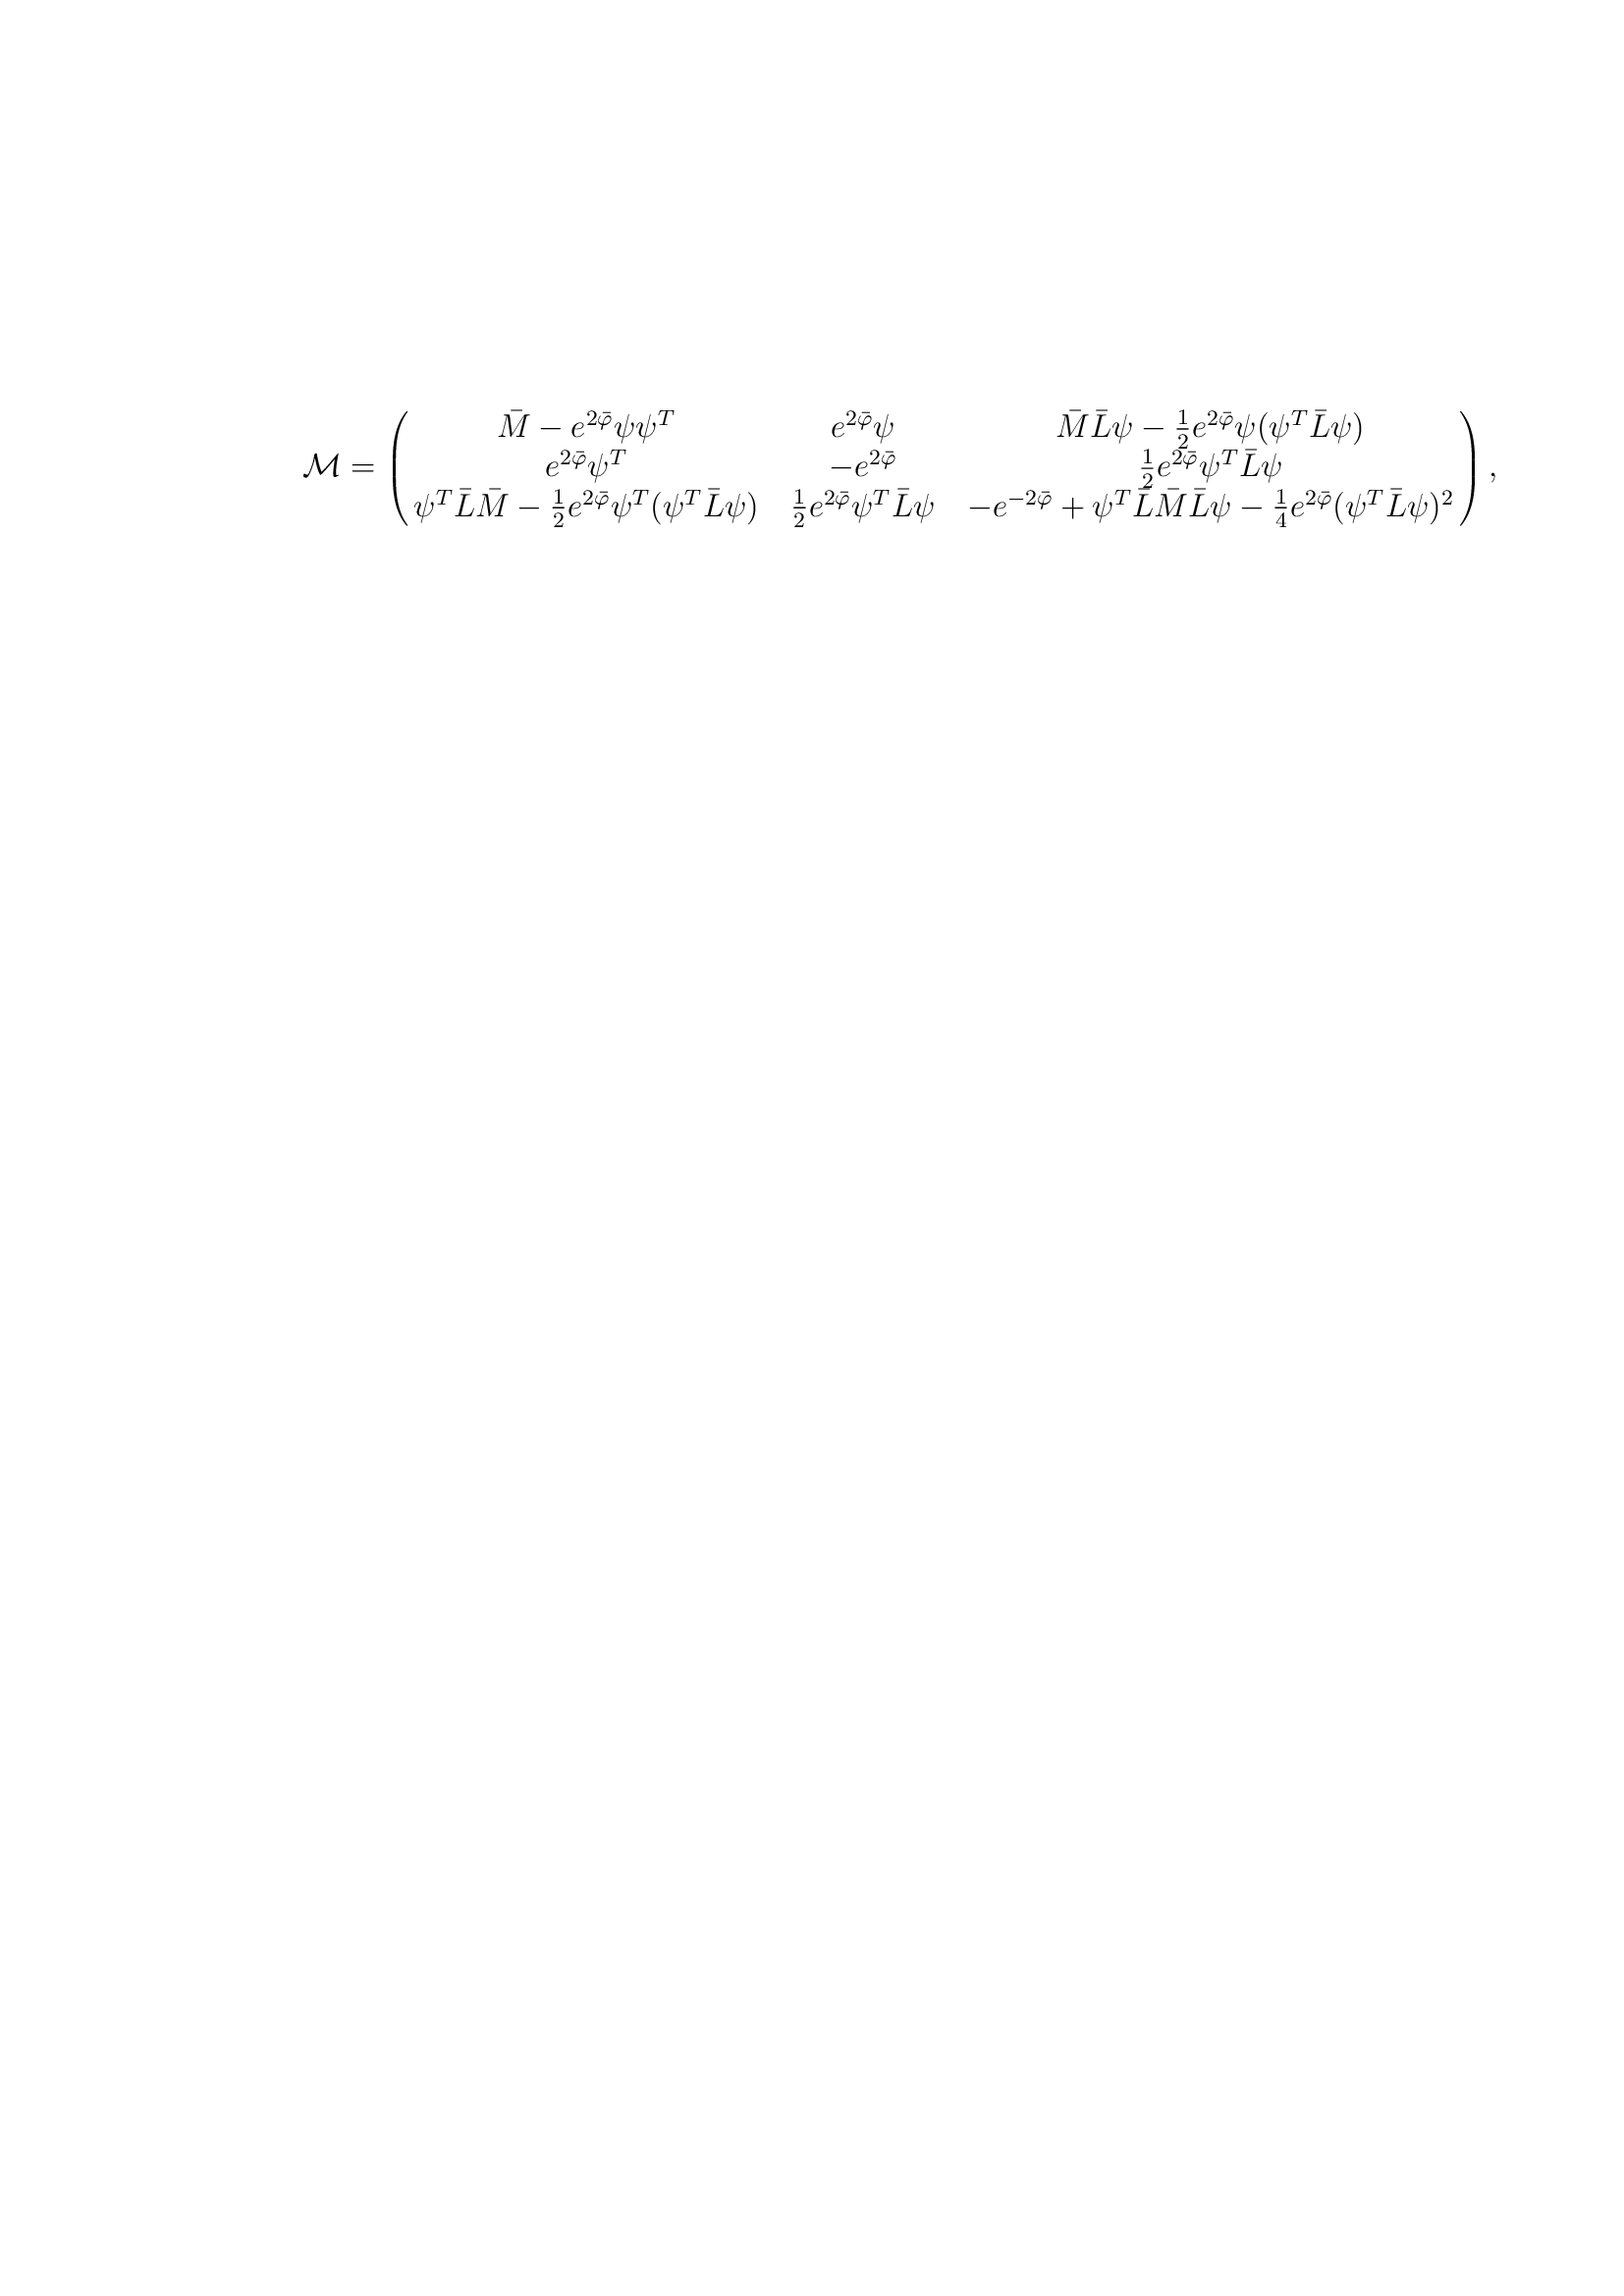 \mathcal{M} = \begin{pmatrix} \bar{M} - e^{2\bar{\varphi}}\psi\psi^T & e^{2\bar{\varphi}}\psi & \bar{M}\bar{L}\psi - \frac{1}{2}e^{2\bar{\varphi}}\psi(\psi^T\bar{L}\psi) \\ e^{2\bar{\varphi}}\psi^T & -e^{2\bar{\varphi}} & \frac{1}{2}e^{2\bar{\varphi}}\psi^T\bar{L}\psi \\ \psi^T\bar{L}\bar{M} - \frac{1}{2}e^{2\bar{\varphi}}\psi^T(\psi^T\bar{L}\psi) & \frac{1}{2}e^{2\bar{\varphi}}\psi^T\bar{L}\psi & -e^{-2\bar{\varphi}} + \psi^T\bar{L}\bar{M}\bar{L}\psi - \frac{1}{4}e^{2\bar{\varphi}}(\psi^T\bar{L}\psi)^2 \end{pmatrix},